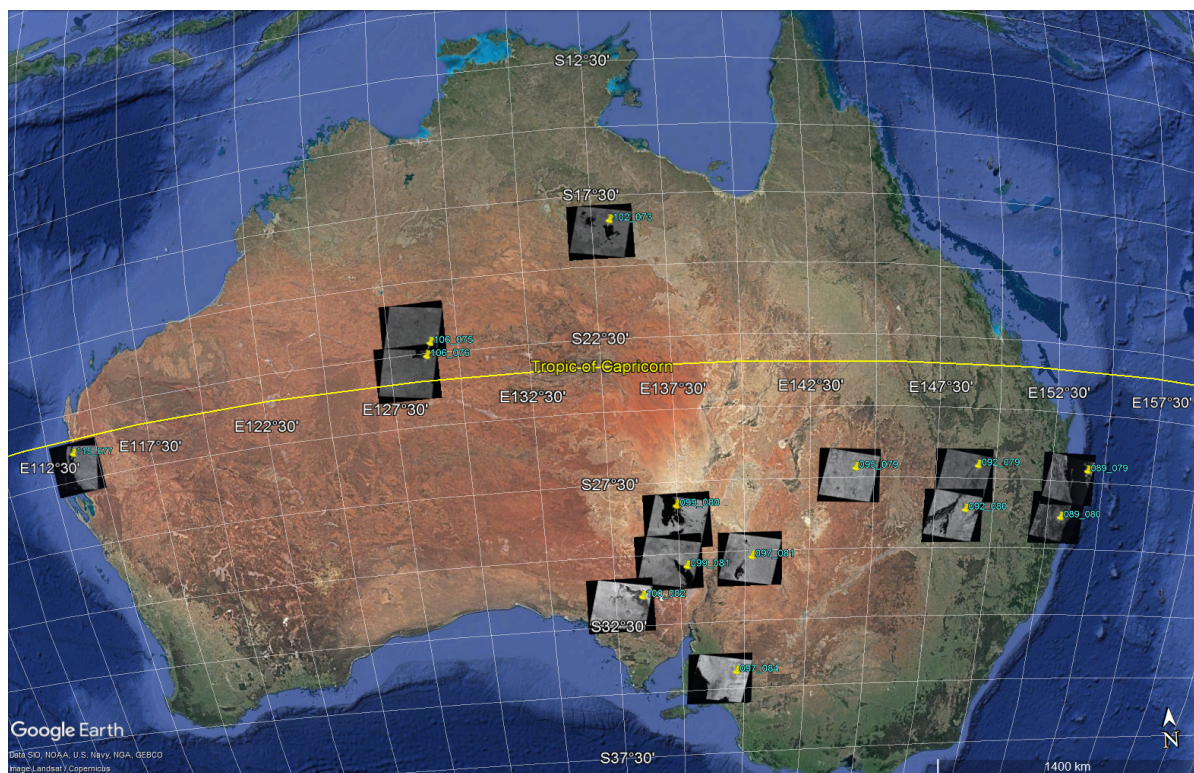 S12°30'
S17°30'
102_073
106_075
S22°30'
106_076
Tropic of Capricorn
E137°30'
E142°30'
E147°30'
E152°30'
E157°30'
E132°30'
E127°30'
E122°30'
E117°30'
115_077
E112°30'
095_079
092_079
089_079
S27°30'
099_080
092_080
089_080
097_081
099_081
100_082
S32°30'
097_084
Google Earth
Data SIO, NOAA, U.S. Navy, NGA, GEBCO
Image Landsat / Copernicus
S37°30'
1400 km
N